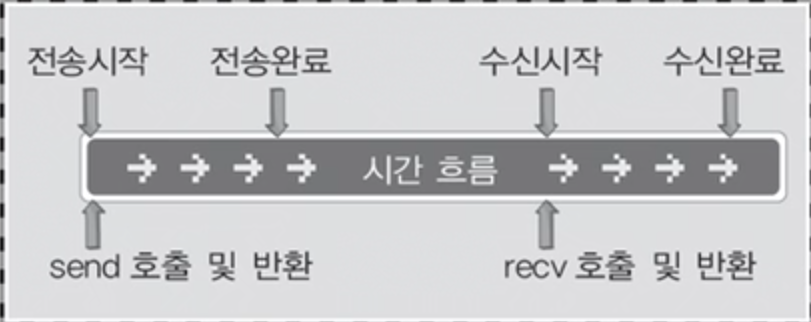 전송시작 전송완료 수신시작 수신완료
시간 흐름
send 호출 및 반환 recv 호출 및 반환